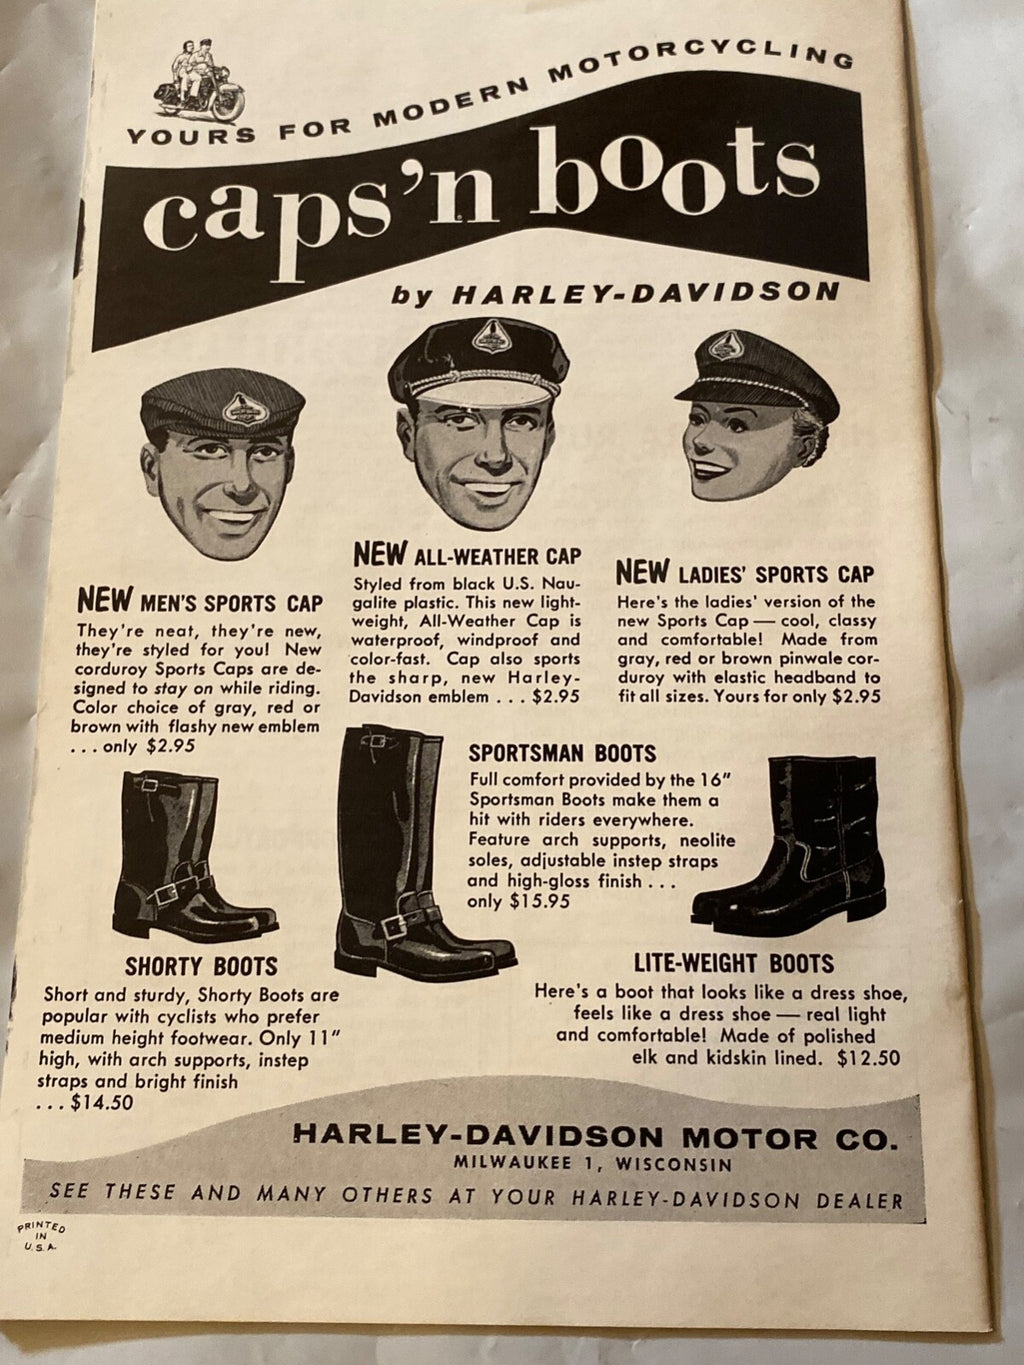 YOURS FOR MODERN MOTORCYCLING
caps'n boots
by HARLEY-DAVIDSON
NEW MEN'S SPORTS CAP
They're neat, they're new,
they're styled for you! New
corduroy Sports Caps are de-
signed to stay on while riding.
Color choice of gray, red or
brown with flashy new emblem
... only $2.95
NEW ALL-WEATHER CAP
Styled from black U.S. Nau-
galite plastic. This new light-
weight, All-Weather Cap is
waterproof, windproof and
color-fast. Cap also sports
the sharp, new Harley-
Davidson emblem ... $2.95
NEW LADIES' SPORTS CAP
Here's the ladies' version of the
new Sports Cap — cool, classy
and comfortable! Made from
gray, red or brown pinwale cor-
duroy with elastic headband to
fit all sizes. Yours for only $2.95
SPORTSMAN BOOTS
Full comfort provided by the 16"
Sportsman Boots make them a
hit with riders everywhere.
Feature arch supports, neolite
soles, adjustable instep straps
and high-gloss finish ...
only $15.95
SHORTY BOOTS
Short and sturdy, Shorty Boots are
popular with cyclists who prefer
medium height footwear. Only 11"
high, with arch supports, instep
straps and bright finish
... $14.50
LITE-WEIGHT BOOTS
Here's a boot that looks like a dress shoe,
feels like a dress shoe — real light
and comfortable! Made of polished
elk and kidskin lined. $12.50
HARLEY-DAVIDSON MOTOR CO.
MILWAUKEE 1, WISCONSIN
SEE THESE AND MANY OTHERS AT YOUR HARLEY-DAVIDSON DEALER
PRINTED
IN
U.S.A.